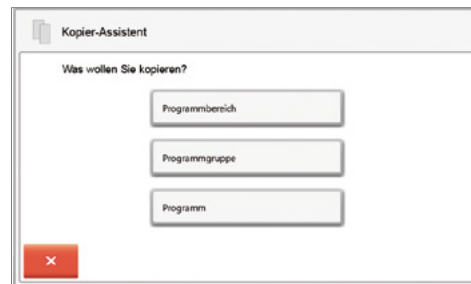 Kopier-Assistent
Was wollen Sie kopieren?
Programmbereich
Programmgruppe
Programm